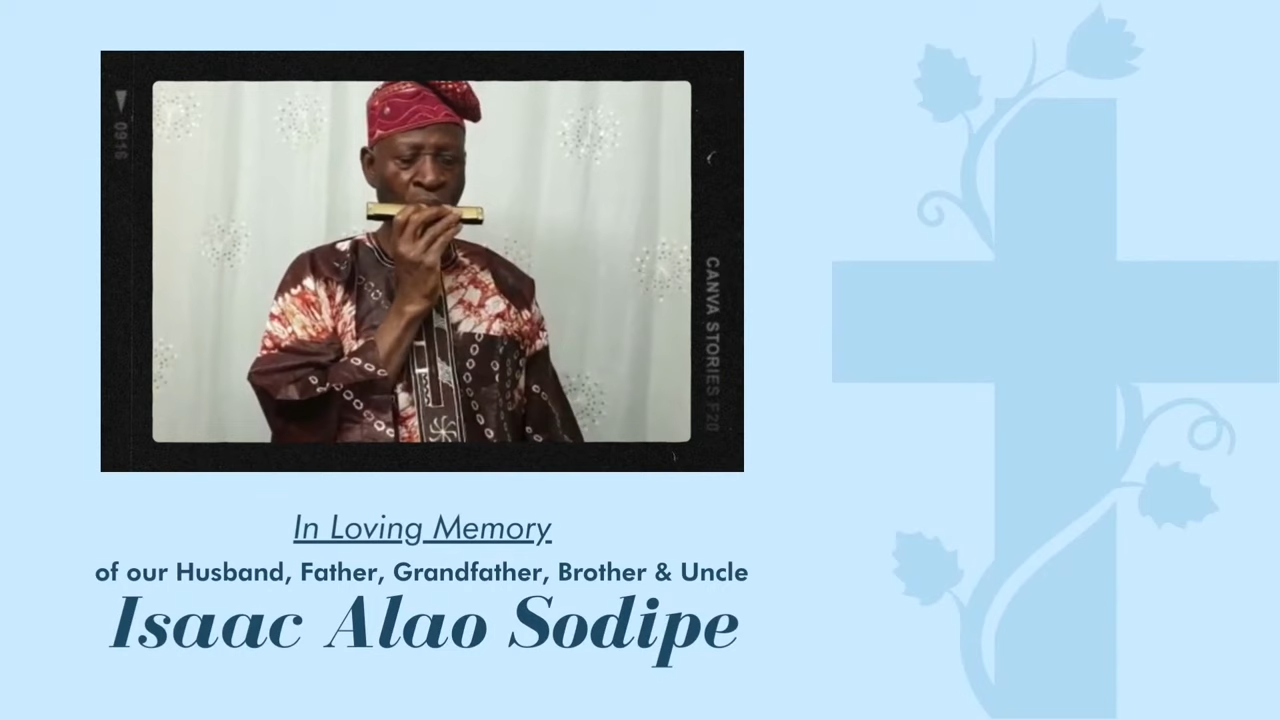 0916
CANVA STORIES F20
In Loving Memory
of our Husband, Father, Grandfather, Brother & Uncle
Isaac Alao Sodipe